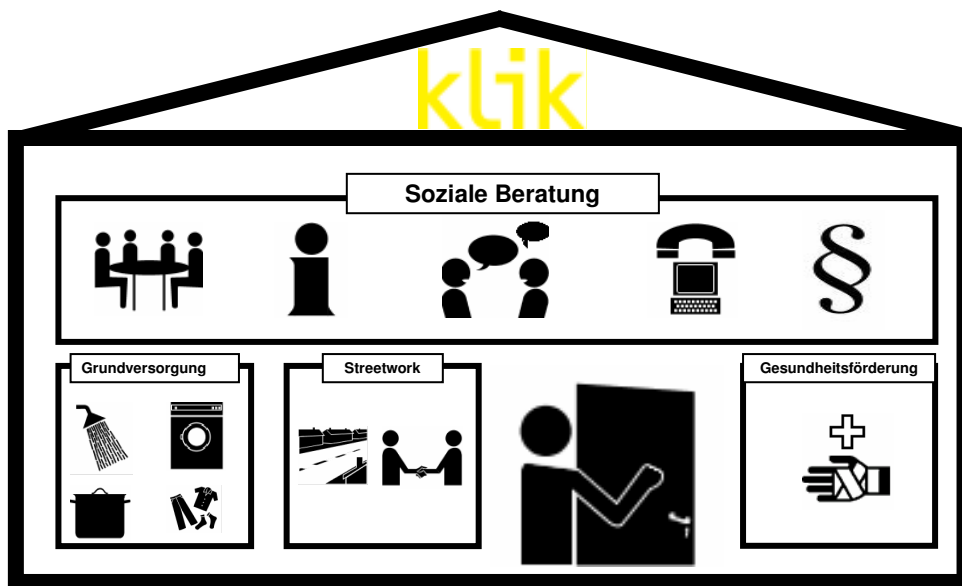 klik
Soziale Beratung
§
Grundversorgung
Streetwork
Gesundheitsförderung